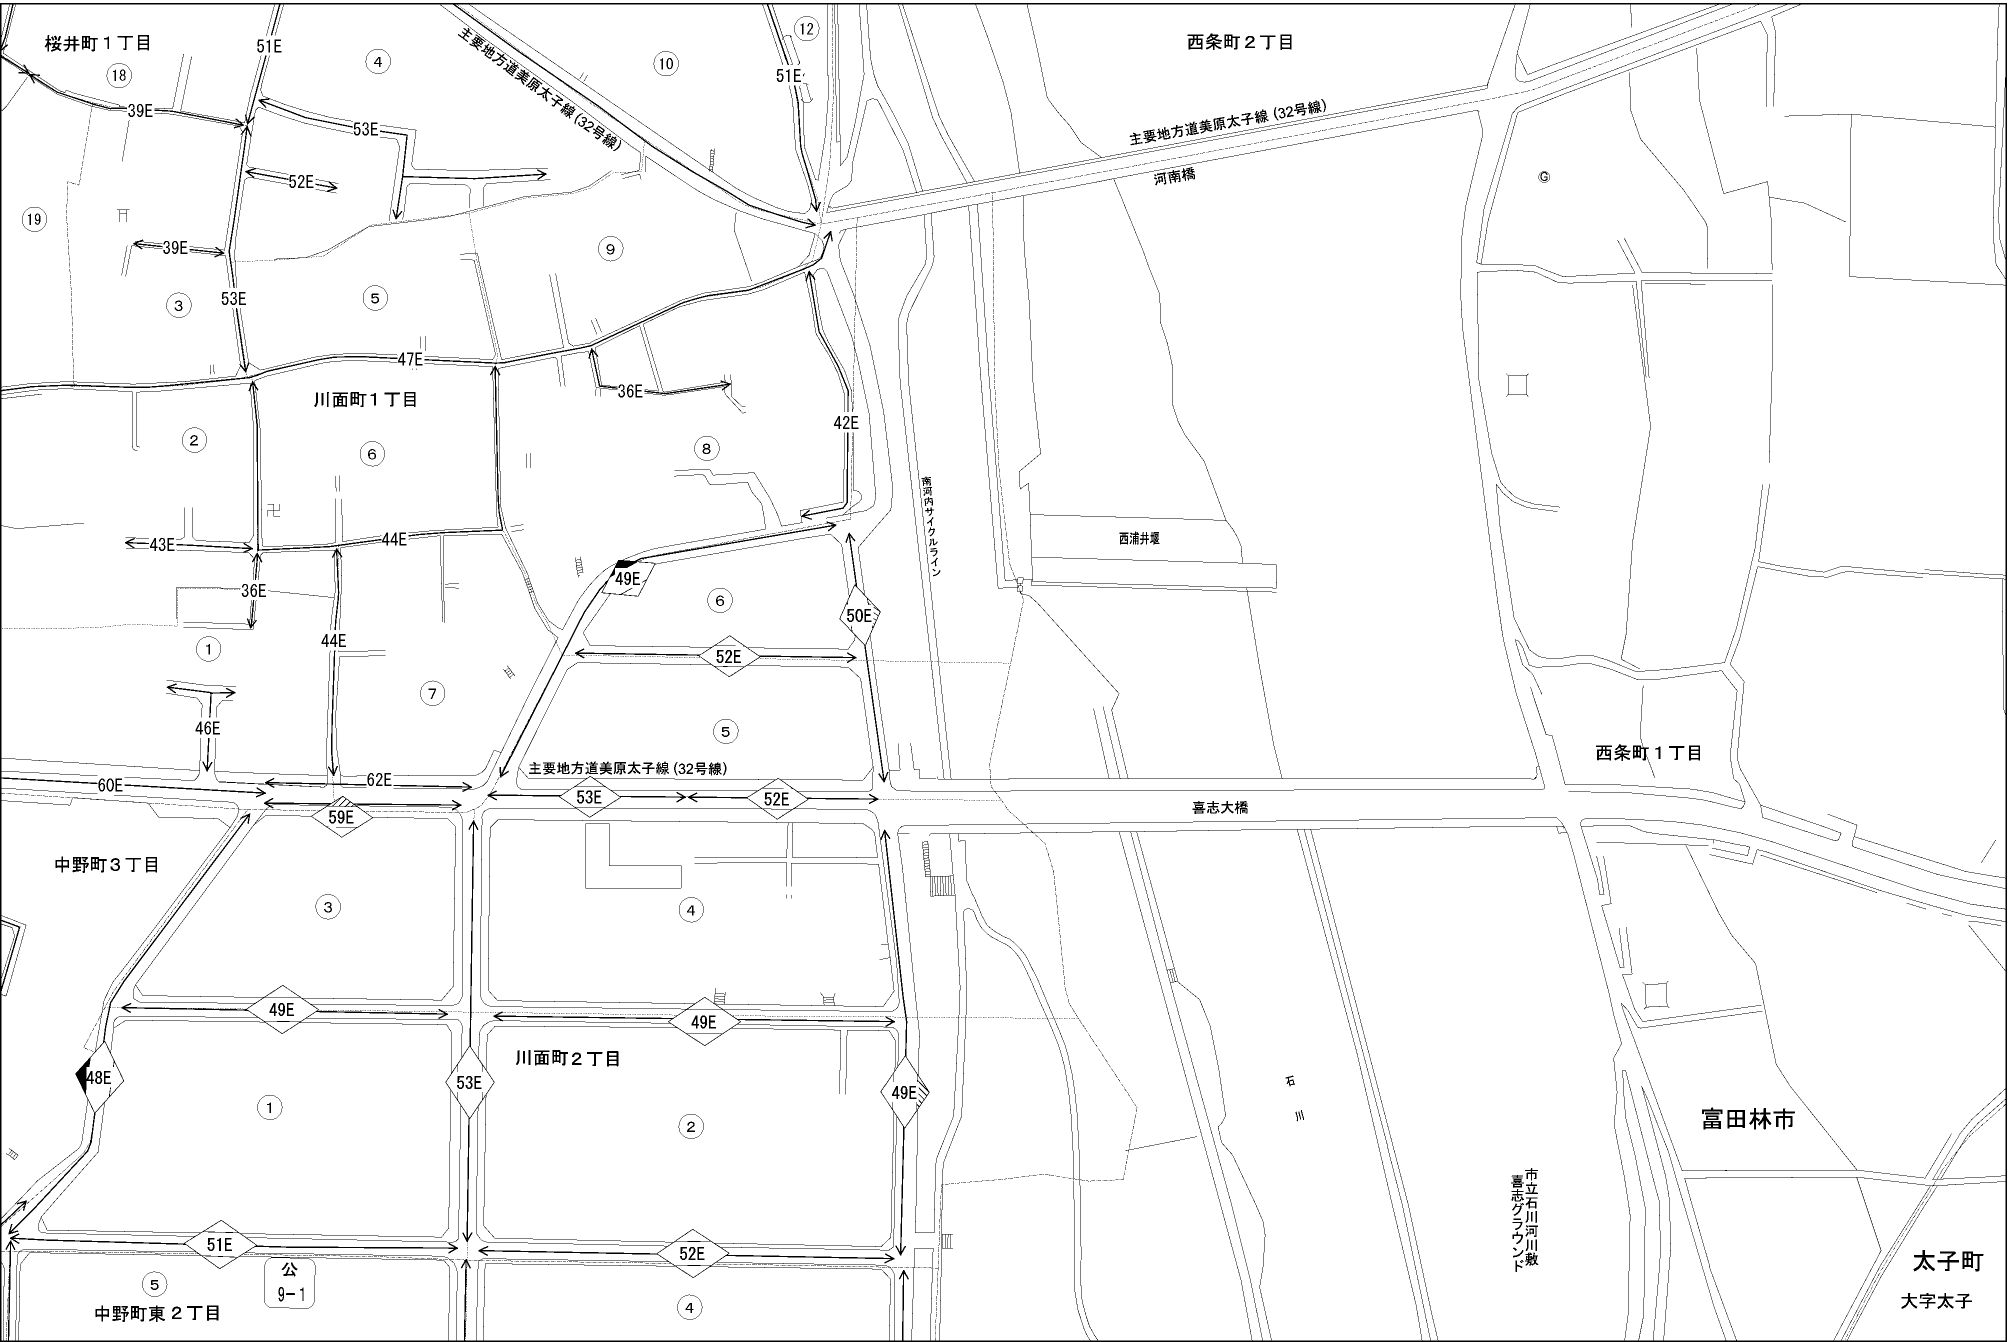 桜井町１丁目
18
51E
4
主要地方道美原太子線(32号線)
10
51E
12
西条町２丁目
39E
53E
主要地方道美原太子線(32号線)
河南橋
52E
G
19
39E
9
3
53E
5
47E
川面町１丁目
36E
42E
2
6
8
南河内サイクルライン
西浦井堰
43E
44E
36E
49E
6
50E
1
44E
52E
7
46E
5
西条町１丁目
主要地方道美原太子線(32号線)
60E
62E
53E
52E
59E
喜志大橋
中野町３丁目
3
4
49E
49E
川面町２丁目
48E
53E
49E
1
2
石川
富田林市
市立石川河川敷
喜志グラウンド
51E
52E
太子町
大字太子
5
公
9-1
4
中野町東２丁目